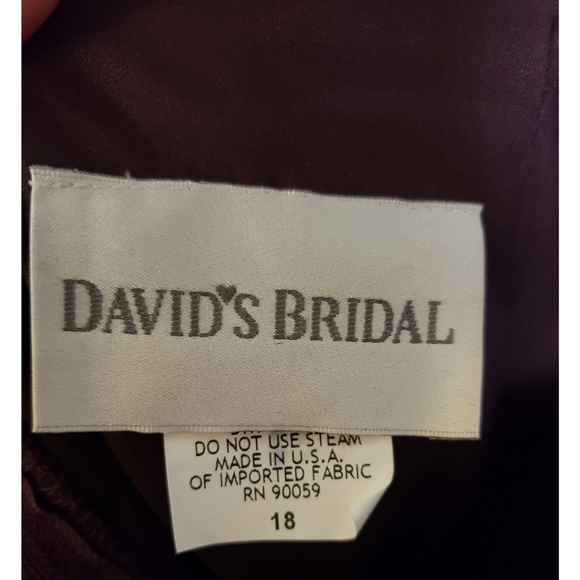 DAVID'S BRIDAL
DO NOT USE STEAM
MADE IN U.S.A.
OF IMPORTED FABRIC
RN 90059
18